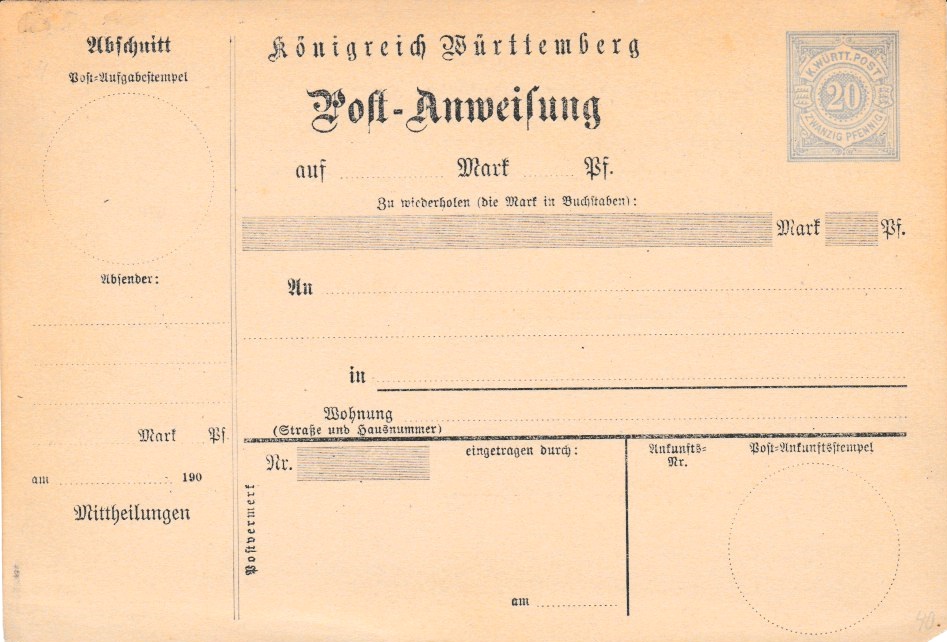 Abschnitt
Post-Aufgabestempel
Absender:
Mark Pf.
am 190
Mittheilungen
Königreich Württemberg
Post-Anweisung
auf Mark Pf.
Zu wiederholen (die Mark in Buchstaben):
Mark Pf.
An
in
Wohnung
(Straße und Hausnummer)
Nr.
eingetragen durch:
Postvermerk
am
Ankunfts-
Nr.
Post-Ankunftsstempel
K. WÜRTT. POST
20
ZWANZIG PFENNIG
40.